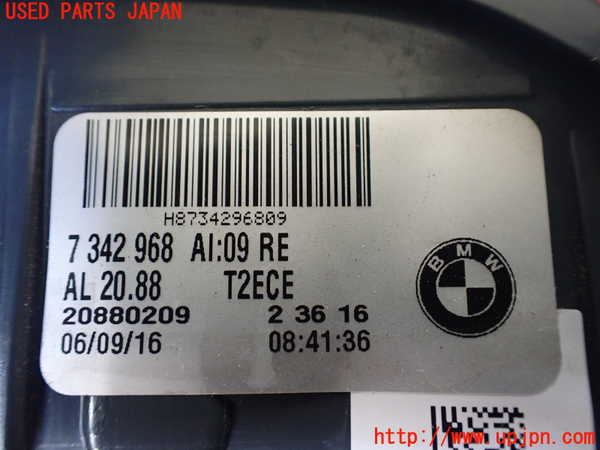 USED PARTS JAPAN
H8734296809
7 342 968 AI:09 RE
AL 20.88 T2ECE
20880209 2 36 16
06/09/16 08:41:36
BMW
http://www.upjpn.com